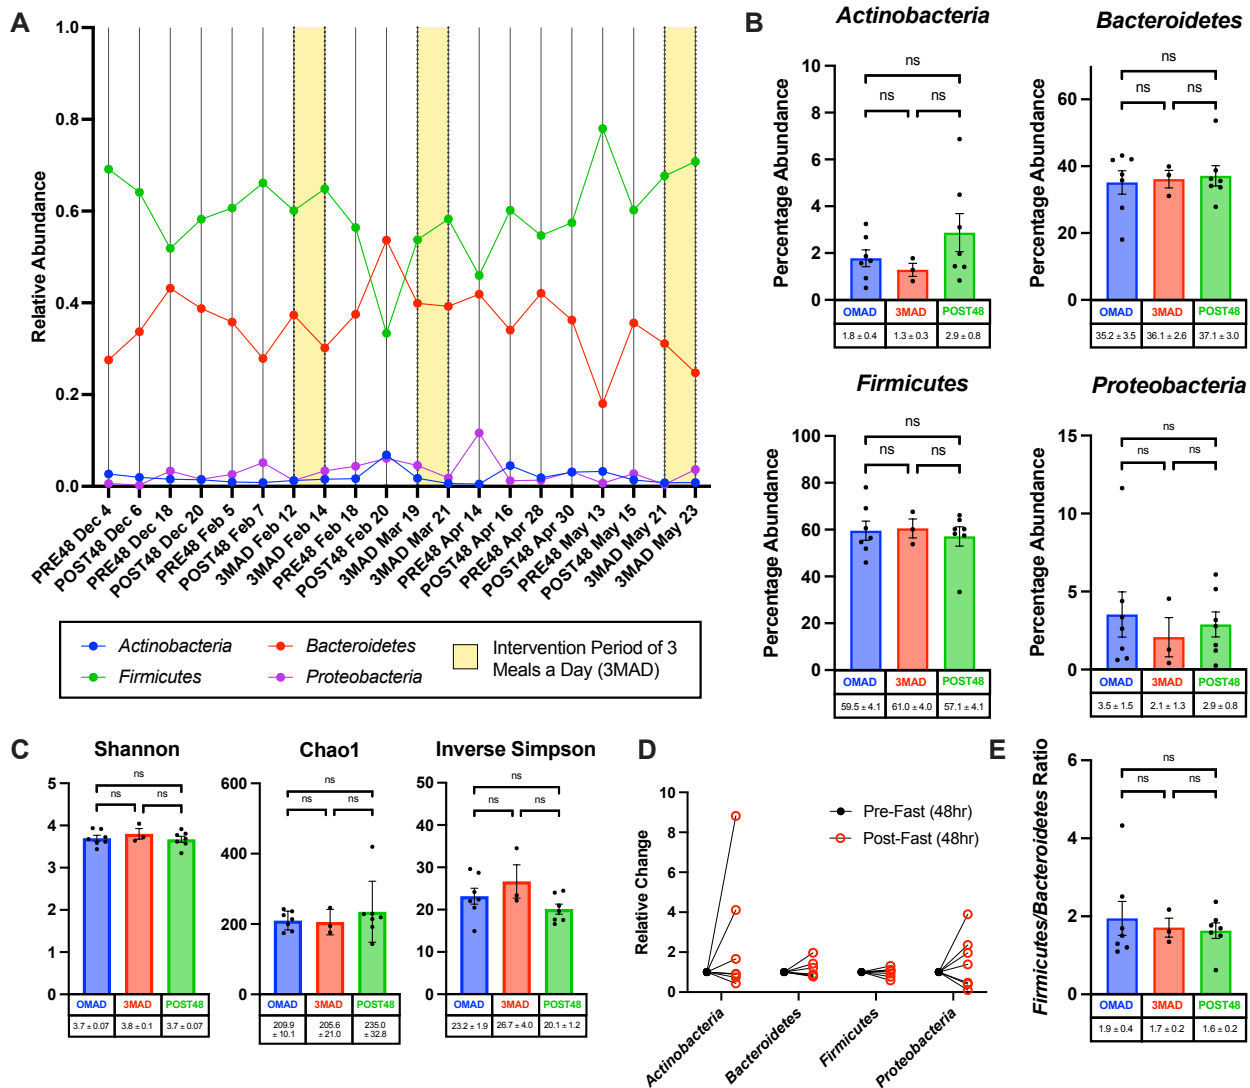 A
Relative Abundance
1.0
0.8
0.6
0.4
0.2
0.0
PRE48 Dec 4
POST48 Dec 6
PRE48 Dec 18
POST48 Dec 20
PRE48 Feb 5
POST48 Feb 7
3MAD Feb 12
3MAD Feb 14
PRE48 Feb 18
POST48 Feb 20
3MAD Mar 19
3MAD Mar 21
PRE48 Apr 14
POST48 Apr 16
PRE48 Apr 28
POST48 Apr 30
PRE48 May 13
POST48 May 15
3MAD May 21
3MAD May 23
Actinobacteria
Bacteroidetes
Firmicutes
Proteobacteria
Intervention Period of 3
Meals a Day (3MAD)
B
Actinobacteria
Percentage Abundance
10
8
6
4
2
0
ns
ns ns
OMAD 3MAD POST48
1.8 ± 0.4 1.3 ± 0.3 2.9 ± 0.8
Bacteroidetes
Percentage Abundance
60
40
20
0
ns
ns ns
OMAD 3MAD POST48
35.2 ± 3.5 36.1 ± 2.6 37.1 ± 3.0
Firmicutes
Percentage Abundance
100
80
60
40
20
0
ns
ns ns
OMAD 3MAD POST48
59.5 ± 4.1 61.0 ± 4.0 57.1 ± 4.1
Proteobacteria
Percentage Abundance
15
10
5
0
ns
ns ns
OMAD 3MAD POST48
3.5 ± 1.5 2.1 ± 1.3 2.9 ± 0.8
C
Shannon
5
4
3
2
1
0
ns
ns ns
OMAD 3MAD POST48
3.7 ± 0.07 3.8 ± 0.1 3.7 ± 0.07
Chao1
600
400
200
0
ns
ns ns
OMAD 3MAD POST48
209.9 205.6 235.0
± 10.1 ± 21.0 ± 32.8
Inverse Simpson
50
40
30
20
10
0
ns
ns ns
OMAD 3MAD POST48
23.2 ± 1.9 26.7 ± 4.0 20.1 ± 1.2
D
Relative Change
10
8
6
4
2
0
Pre-Fast (48hr)
Post-Fast (48hr)
Actinobacteria
Bacteroidetes
Firmicutes
Proteobacteria
E
Firmicutes/Bacteroidetes Ratio
6
4
2
0
ns
ns ns
OMAD 3MAD POST48
1.9 ± 0.4 1.7 ± 0.2 1.6 ± 0.2